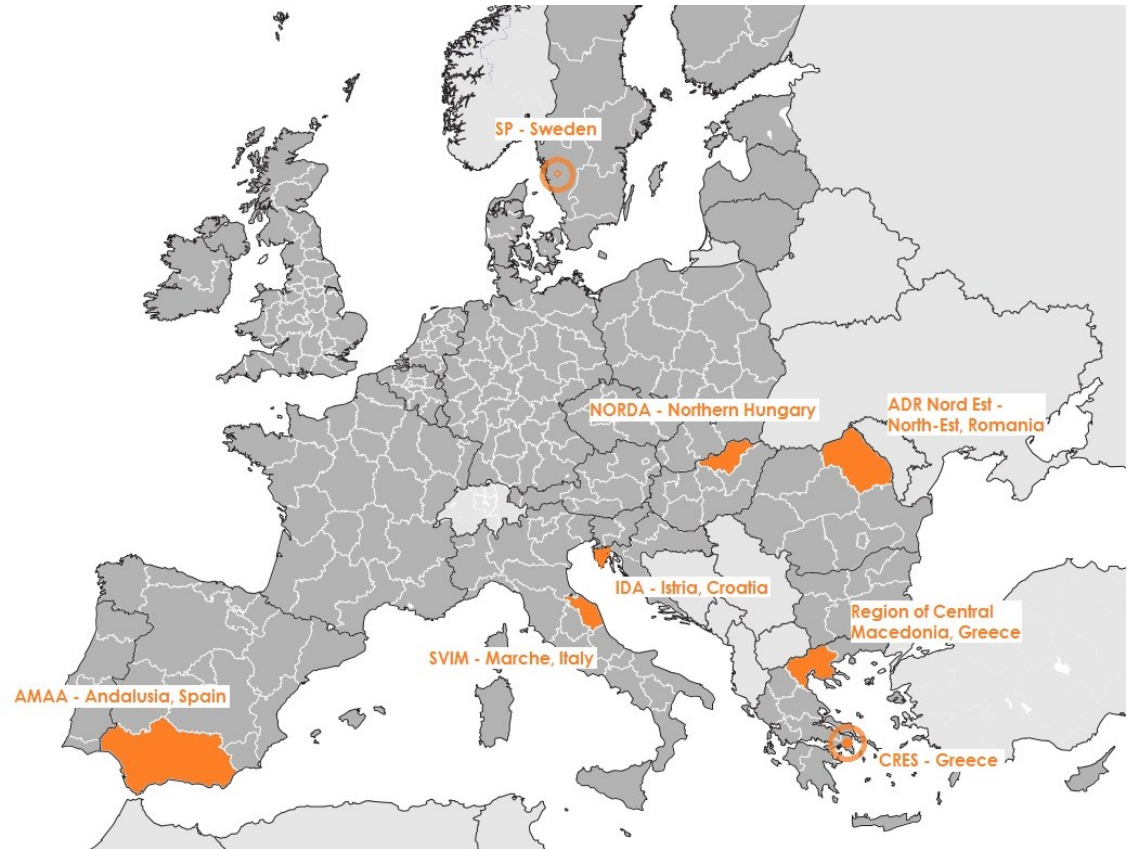 SP - Sweden
NORDA - Northern Hungary
ADR Nord Est -
North-Est, Romania
IDA - Istria, Croatia
Region of Central
Macedonia, Greece
SVIM - Marche, Italy
AMAA - Andalusia, Spain
CRES - Greece